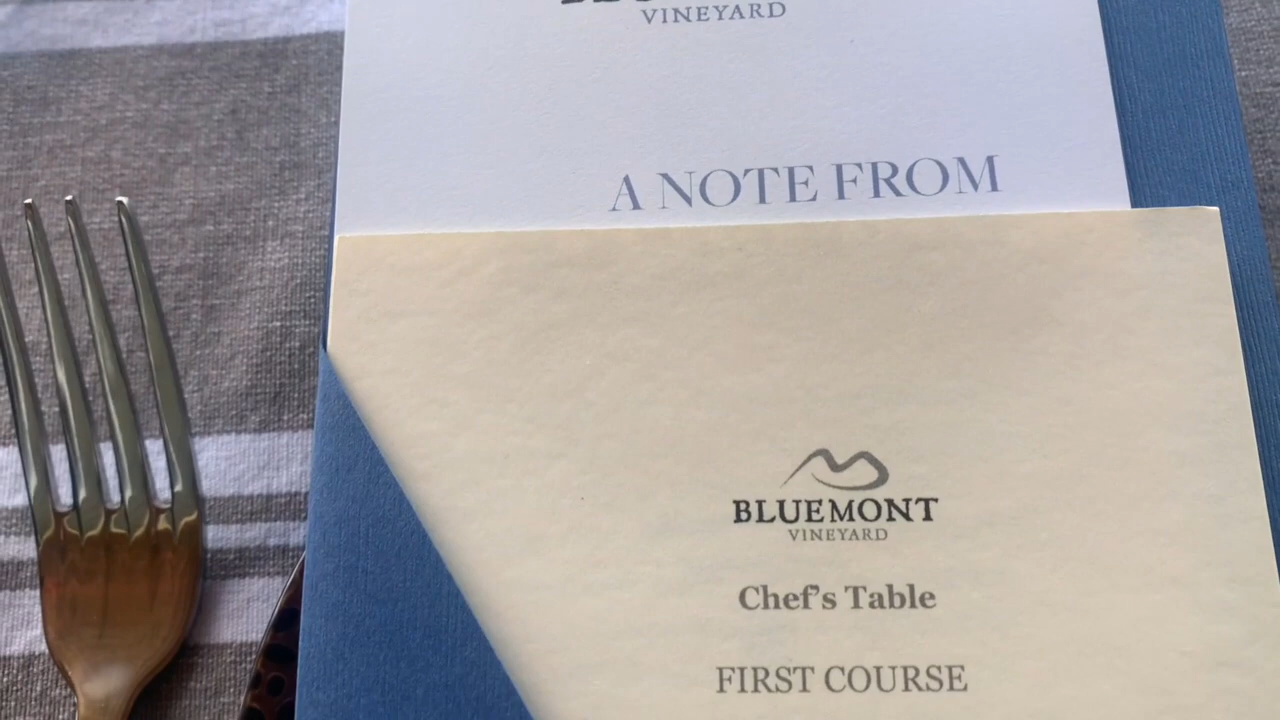 VINEYARD
A NOTE FROM
BLUEMONT
VINEYARD
Chef's Table
FIRST COURSE